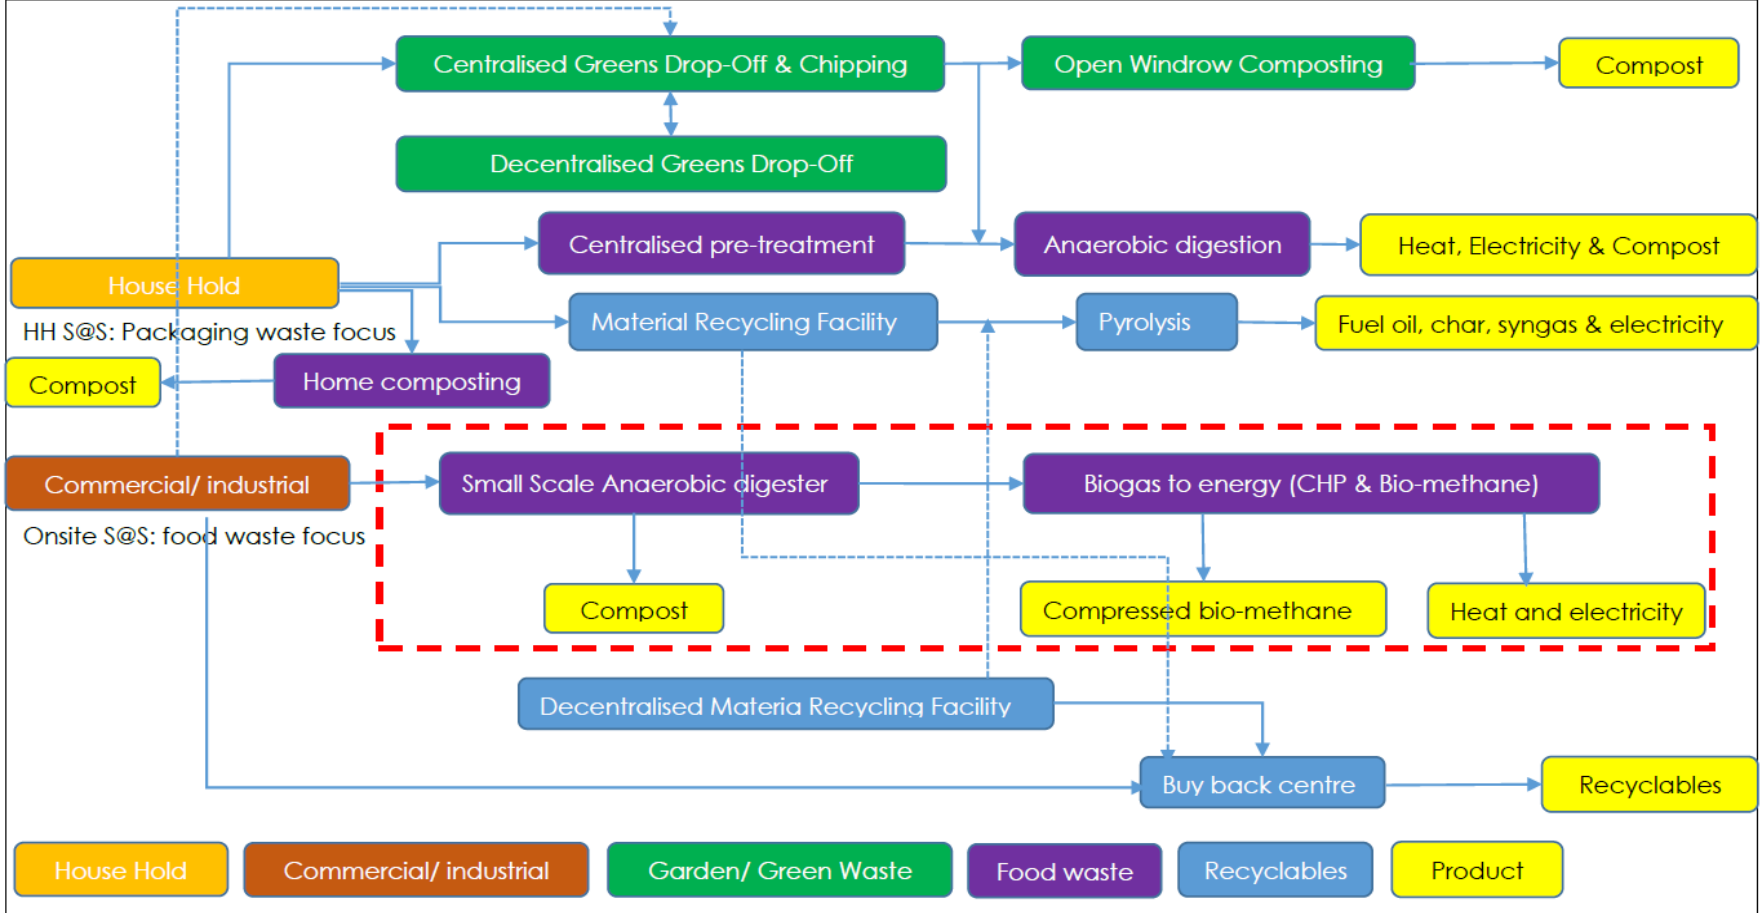 Centralised Greens Drop-Off & Chipping
Open Windrow Composting
Compost
Decentralised Greens Drop-Off
Centralised pre-treatment
Anaerobic digestion
Heat, Electricity & Compost
House Hold
HH S@S: Packaging waste focus
Material Recycling Facility
Pyrolysis
Fuel oil, char, syngas & electricity
Compost
Home composting
Commercial/ industrial
Onsite S@S: food waste focus
Small Scale Anaerobic digester
Biogas to energy (CHP & Bio-methane)
Compost
Compressed bio-methane
Heat and electricity
Decentralised Materia Recycling Facility
Buy back centre
Recyclables
House Hold
Commercial/ industrial
Garden/ Green Waste
Food waste
Recyclables
Product